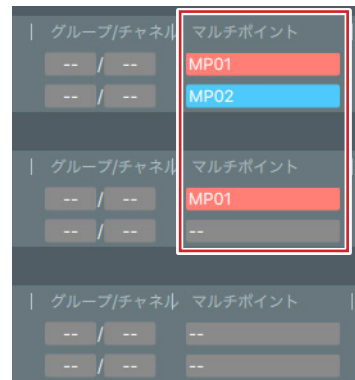 | グループ/チャネル マルチポイント
-- / -- MP01
-- / -- MP02
| グループ/チャネル マルチポイント
-- / -- MP01
-- / -- --
| グループ/チャネル マルチポイント |
-- / -- --
-- / -- --